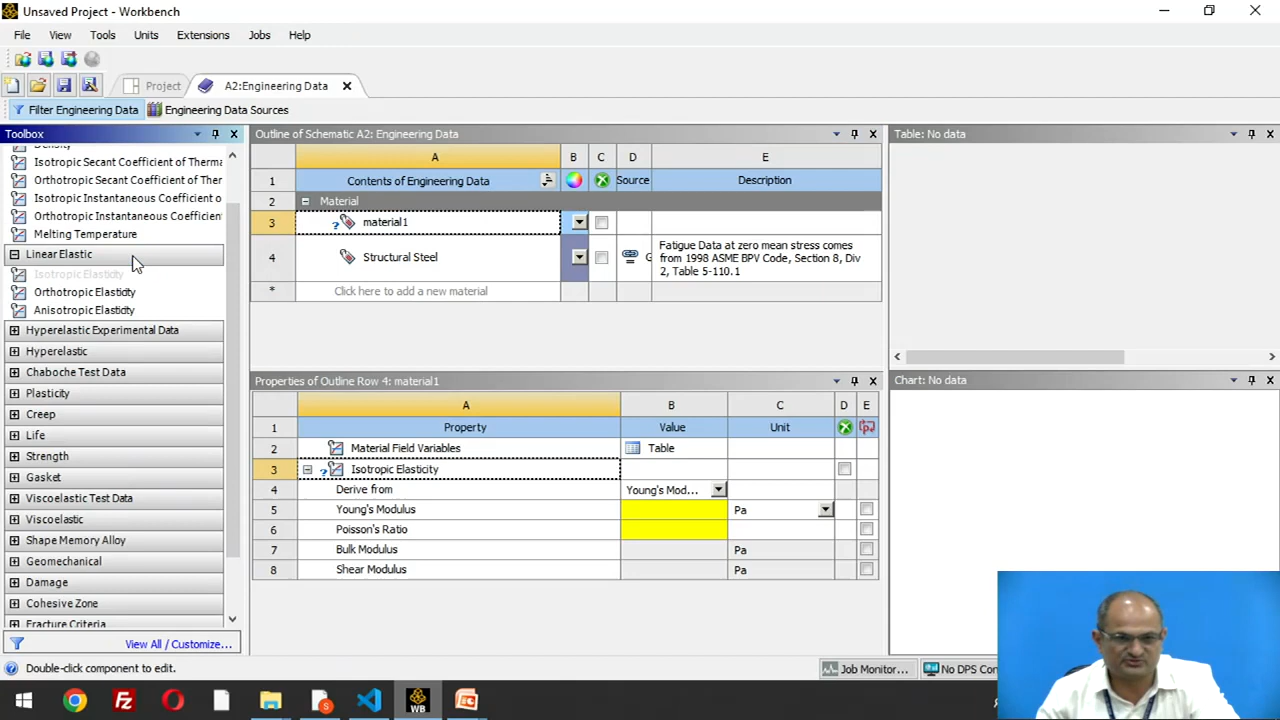 Unsaved Project - Workbench
File View Tools Units Extensions Jobs Help
Project A2:Engineering Data
Filter Engineering Data Engineering Data Sources
Toolbox
Density
Isotropic Secant Coefficient of Therma
Orthotropic Secant Coefficient of Ther
Isotropic Instantaneous Coefficient o
Orthotropic Instantaneous Coefficien
Melting Temperature
Linear Elastic
Isotropic Elasticity
Orthotropic Elasticity
Anisotropic Elasticity
Hyperelastic Experimental Data
Hyperelastic
Chaboche Test Data
Plasticity
Creep
Life
Strength
Gasket
Viscoelastic Test Data
Viscoelastic
Shape Memory Alloy
Geomechanical
Damage
Cohesive Zone
Fracture Criteria
View All / Customize...
Outline of Schematic A2: Engineering Data
A B C D E
1 Contents of Engineering Data Source Description
2 Material
3 ? material1
4 Structural Steel G Fatigue Data at zero mean stress comes
from 1998 ASME BPV Code, Section 8, Div
2, Table 5-110.1
* Click here to add a new material
Properties of Outline Row 4: material1
A B C D E
1 Property Value Unit
2 Material Field Variables Table
3 ? Isotropic Elasticity
4 Derive from Young's Mod...
5 Young's Modulus Pa
6 Poisson's Ratio
7 Bulk Modulus Pa
8 Shear Modulus Pa
Table: No data
Chart: No data
Double-click component to edit.
Job Monitor... No DPS Con
WB